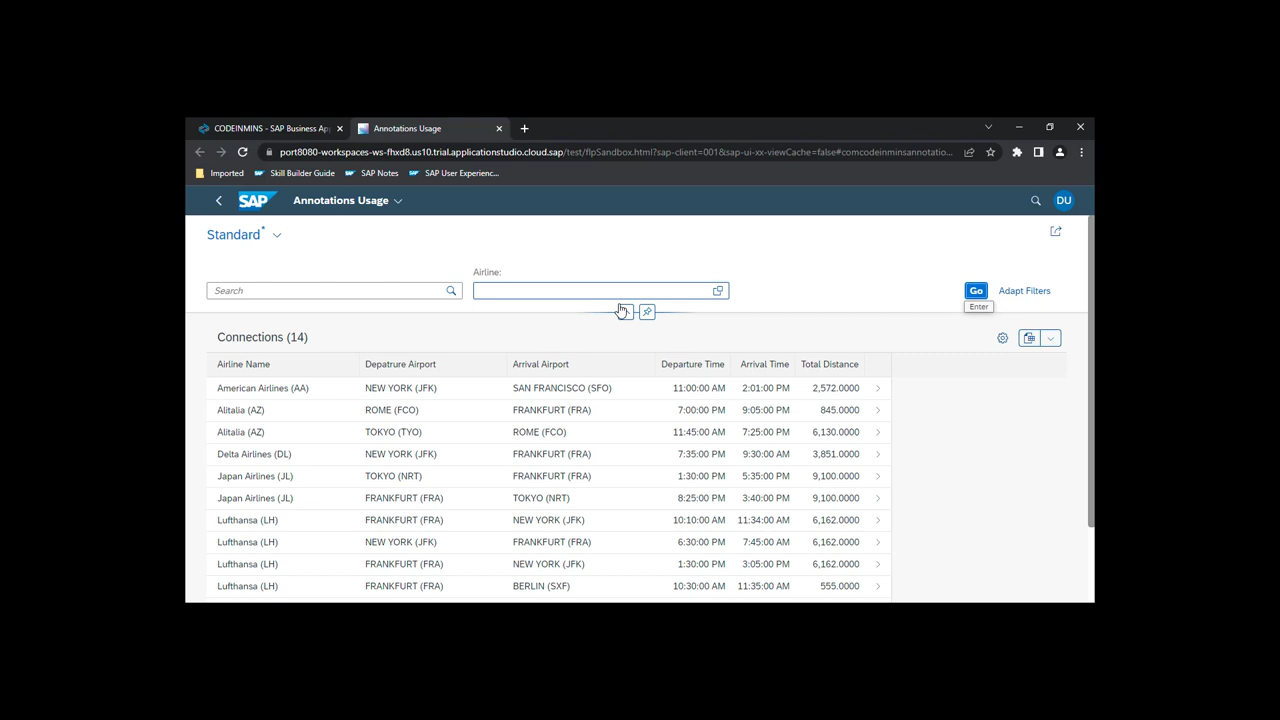 CODEINMINS - SAP Business App
Annotations Usage
port8080-workspaces-ws-fhxd8.us10.trial.applicationstudio.cloud.sap/test/flpSandbox.html?sap-client=001&sap-ui-xx-viewCache=false#comcodeinminsannotatio...
Imported Skill Builder Guide SAP Notes SAP User Experienc...
SAP Annotations Usage DU
Standard*
Airline:
Search Go Adapt Filters
Enter
Connections (14)
Airline Name Depatrure Airport Arrival Airport Departure Time Arrival Time Total Distance
American Airlines (AA) NEW YORK (JFK) SAN FRANCISCO (SFO) 11:00:00 AM 2:01:00 PM 2,572.0000
Alitalia (AZ) ROME (FCO) FRANKFURT (FRA) 7:00:00 PM 9:05:00 PM 845.0000
Alitalia (AZ) TOKYO (TYO) ROME (FCO) 11:45:00 AM 7:25:00 PM 6,130.0000
Delta Airlines (DL) NEW YORK (JFK) FRANKFURT (FRA) 7:35:00 PM 9:30:00 AM 3,851.0000
Japan Airlines (JL) TOKYO (NRT) FRANKFURT (FRA) 1:30:00 PM 5:35:00 PM 9,100.0000
Japan Airlines (JL) FRANKFURT (FRA) TOKYO (NRT) 8:25:00 PM 3:40:00 PM 9,100.0000
Lufthansa (LH) FRANKFURT (FRA) NEW YORK (JFK) 10:10:00 AM 11:34:00 AM 6,162.0000
Lufthansa (LH) NEW YORK (JFK) FRANKFURT (FRA) 6:30:00 PM 7:45:00 AM 6,162.0000
Lufthansa (LH) FRANKFURT (FRA) NEW YORK (JFK) 1:30:00 PM 3:05:00 PM 6,162.0000
Lufthansa (LH) FRANKFURT (FRA) BERLIN (SXF) 10:30:00 AM 11:35:00 AM 555.0000